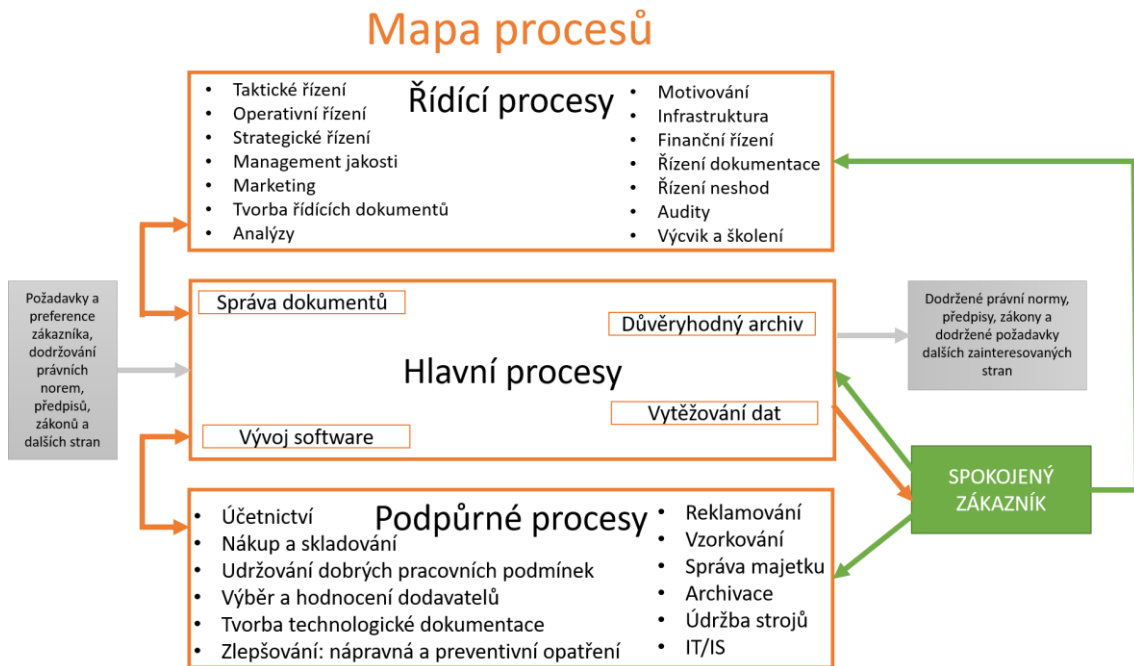 Mapa procesů
Řídící procesy
• Taktické řízení
• Operativní řízení
• Strategické řízení
• Management jakosti
• Marketing
• Tvorba řídících dokumentů
• Analýzy
• Motivování
• Infrastruktura
• Finanční řízení
• Řízení dokumentace
• Řízení neshod
• Audity
• Výcvik a školení
Požadavky a
preference
zákazníka,
dodržování
právních
norem,
předpisů,
zákonů a
dalších stran
Správa dokumentů
Důvěryhodný archiv
Hlavní procesy
Vytěžování dat
Vývoj software
Dodržené právní normy,
předpisy, zákony a
dodržené požadavky
dalších zainteresovaných
stran
SPOKOJENÝ
ZÁKAZNÍK
Podpůrné procesy
• Účetnictví
• Nákup a skladování
• Udržování dobrých pracovních podmínek
• Výběr a hodnocení dodavatelů
• Tvorba technologické dokumentace
• Zlepšování: nápravná a preventivní opatření
• Reklamování
• Vzorkování
• Správa majetku
• Archivace
• Údržba strojů
• IT/IS